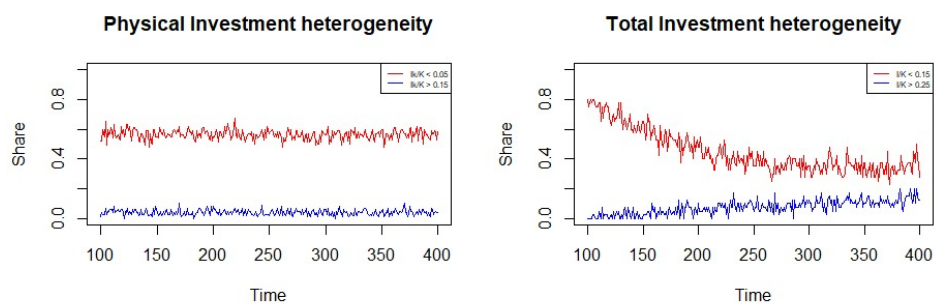 Physical Investment heterogeneity
Ik/K < 0.05
Ik/K > 0.15
Share
0.8
0.4
0.0
100 150 200 250 300 350 400
Time
Total Investment heterogeneity
I/K < 0.15
I/K > 0.25
Share
0.8
0.4
0.0
100 150 200 250 300 350 400
Time